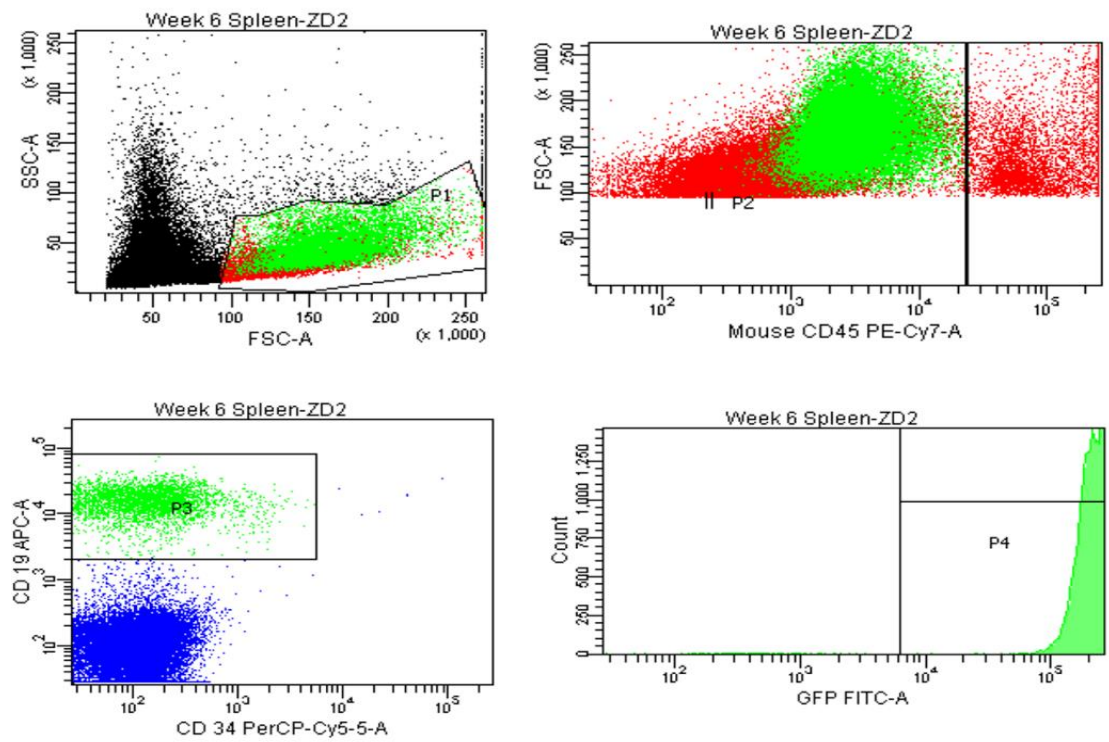 Week 6 Spleen-ZD2
(x 1,000)
SSC-A
250
200
150
100
50
P1
50 100 150 200 250
FSC-A
(x 1,000)
Week 6 Spleen-ZD2
(x 1,000)
FSC-A
250
200
150
100
50
P2
10² 10³ 10⁴ 10⁵
Mouse CD45 PE-Cy7-A
Week 6 Spleen-ZD2
CD 19 APC-A
10⁵
10⁴
10³
10²
P3
10² 10³ 10⁴ 10⁵
CD 34 PerCP-Cy5-5-A
Week 6 Spleen-ZD2
Count
1,250
1,000
750
500
250
0
P4
10² 10³ 10⁴ 10⁵
GFP FITC-A